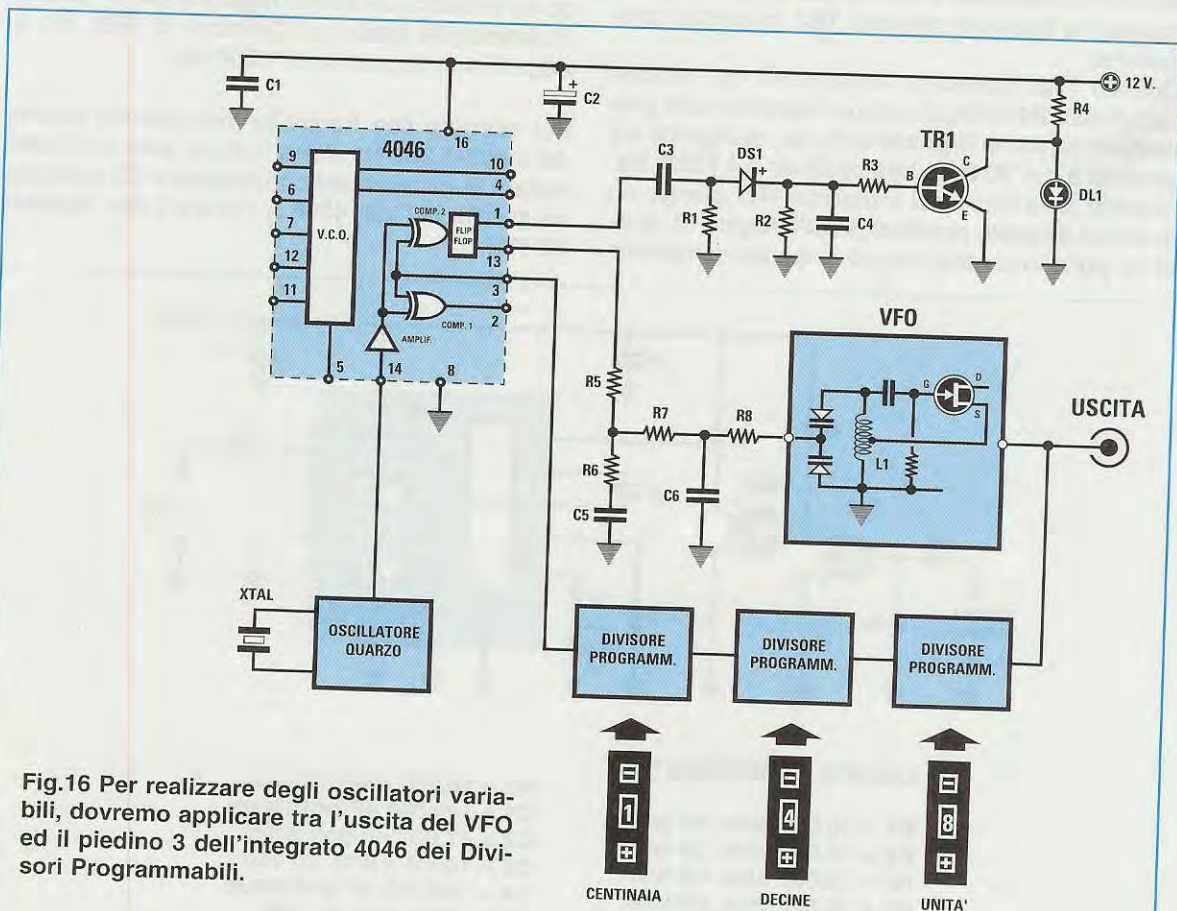 C1
+
C2
12 V.
R4
4046
16
9
10
6
4
7
12
11
V.C.O.
COMP. 2
FLIP
FLOP
1
13
3
COMP. 1
2
AMPLIF.
5
14
8
C3
DS1
+
R3
TR1
B
C
E
DL1
R1
R2
C4
VFO
R5
R7
R8
G
D
S
L1
USCITA
R6
C5
C6
XTAL
OSCILLATORE
QUARZO
DIVISORE
PROGRAMM.
DIVISORE
PROGRAMM.
DIVISORE
PROGRAMM.
1
4
8
CENTINAIA
DECINE
UNITA'
Fig.16 Per realizzare degli oscillatori varia-
bili, dovremo applicare tra l'uscita del VFO
ed il piedino 3 dell'integrato 4046 dei Divi-
sori Programmabili.